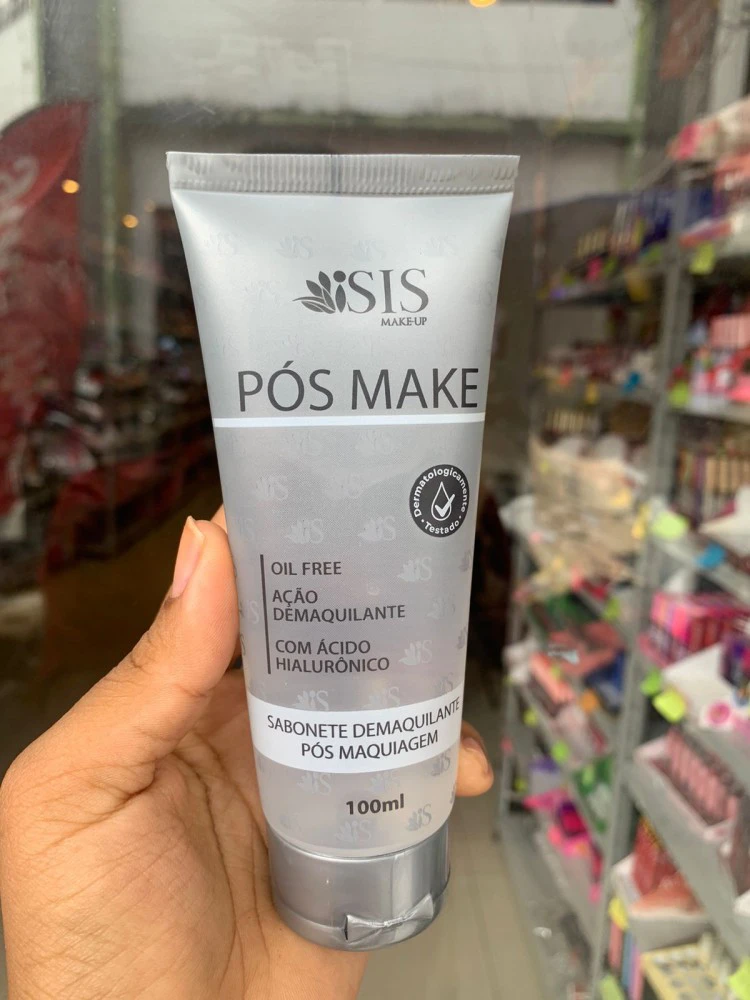 iSIS
MAKE-UP
PÓS MAKE
Dermatologicamente
Testado
OIL FREE
AÇÃO
DEMAQUILANTE
COM ÁCIDO
HIALURÔNICO
SABONETE DEMAQUILANTE
PÓS MAQUIAGEM
100ml